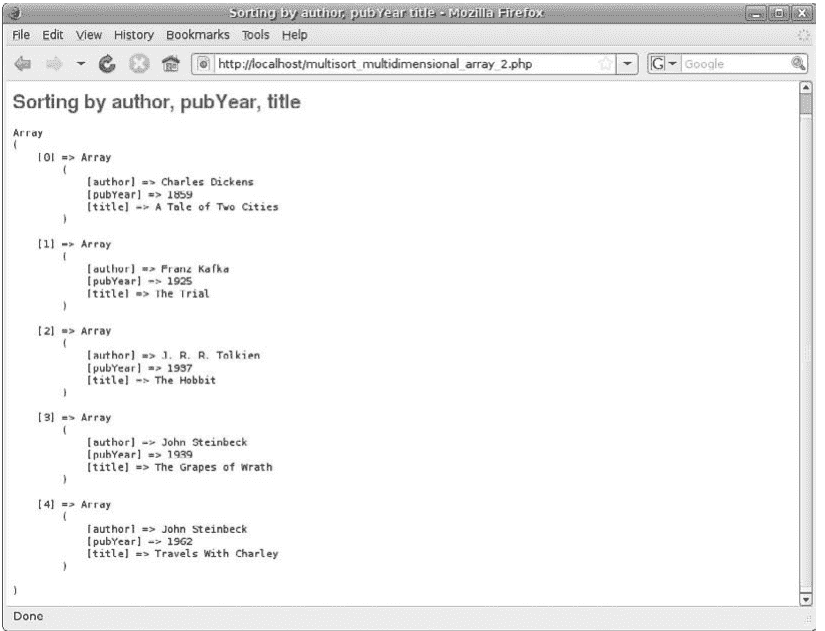 Sorting by author, pubYear title - Mozilla Firefox
File Edit View History Bookmarks Tools Help
http://localhost/multisort_multidimensional_array_2.php
G Google
Sorting by author, pubYear, title
Array
(
[0] => Array
(
[author] => Charles Dickens
[pubYear] => 1859
[title] => A Tale of Two Cities
)
[1] => Array
(
[author] => Franz Kafka
[pubYear] => 1925
[title] => The Trial
)
[2] => Array
(
[author] => J. R. R. Tolkien
[pubYear] => 1937
[title] => The Hobbit
)
[3] => Array
(
[author] => John Steinbeck
[pubYear] => 1939
[title] => The Grapes of Wrath
)
[4] => Array
(
[author] => John Steinbeck
[pubYear] => 1962
[title] => Travels With Charley
)
)
Done